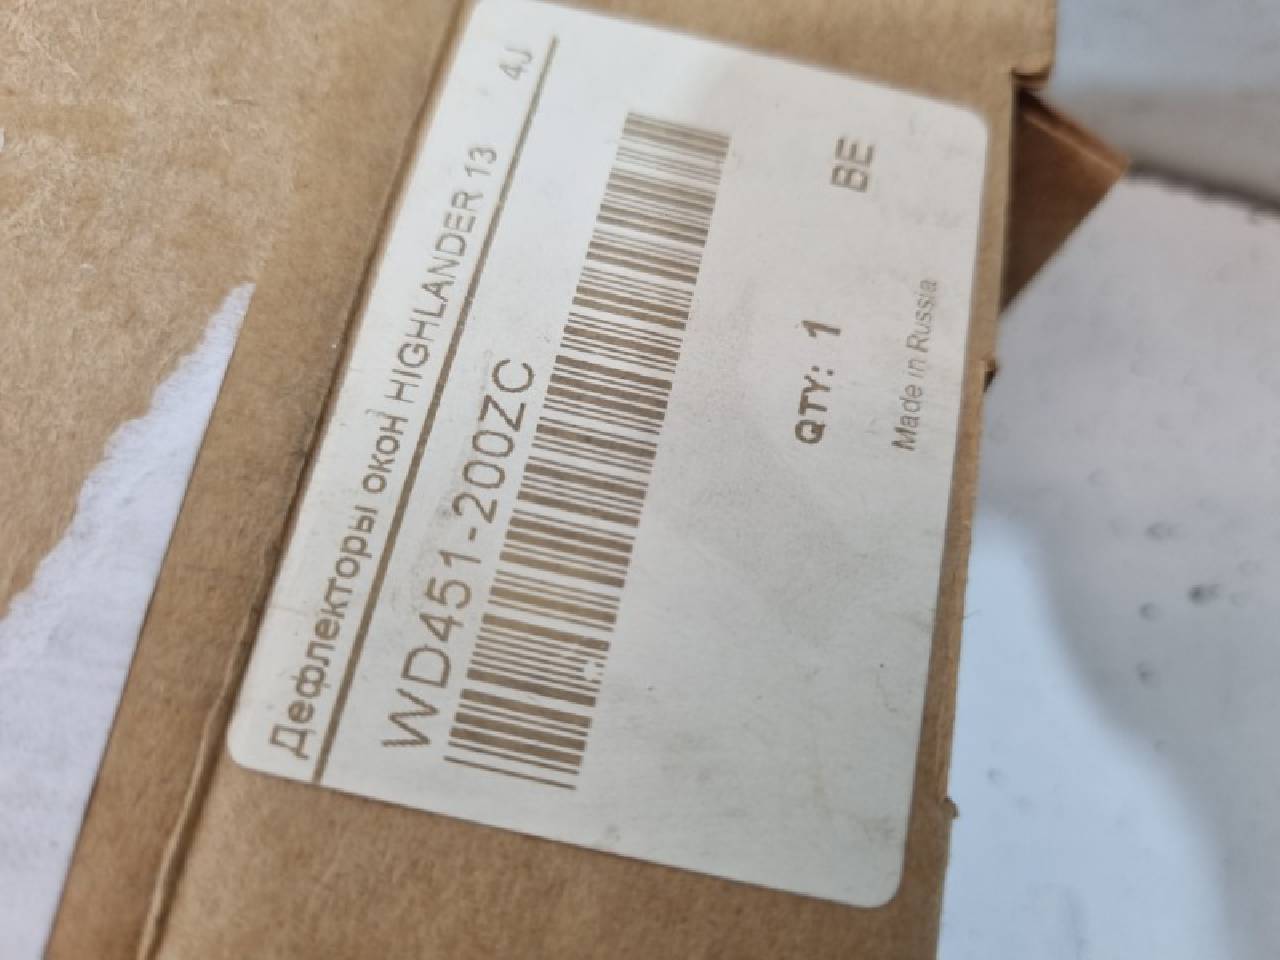 Дефлекторы окон HIGHLANDER 13 4J
WD451-200ZC
QTY: 1 BE
Made in Russia